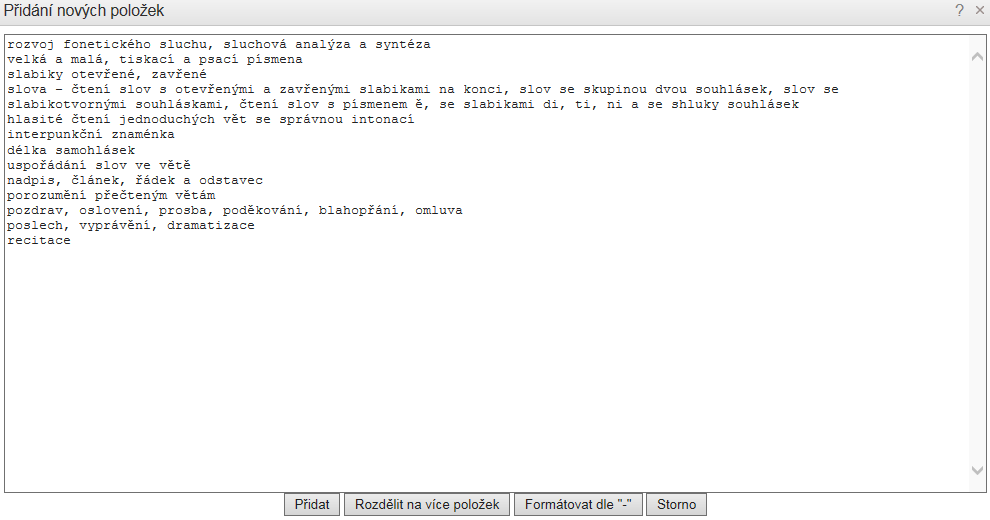 Přidání nových položek ? ×
rozvoj fonetického sluchu, sluchová analýza a syntéza
velká a malá, tiskací a psací písmena
slabiky otevřené, zavřené
slova – čtení slov s otevřenými a zavřenými slabikami na konci, slov se skupinou dvou souhlásek, slov se
slabikotvornými souhláskami, čtení slov s písmenem ě, se slabikami di, ti, ni a se shluky souhlásek
hlasité čtení jednoduchých vět se správnou intonací
interpunkční znaménka
délka samohlásek
uspořádání slov ve větě
nadpis, článek, řádek a odstavec
porozumění přečteným větám
pozdrav, oslovení, prosba, poděkování, blahopřání, omluva
poslech, vyprávění, dramatizace
recitace
Přidat Rozdělit na více položek Formátovat dle "-" Storno